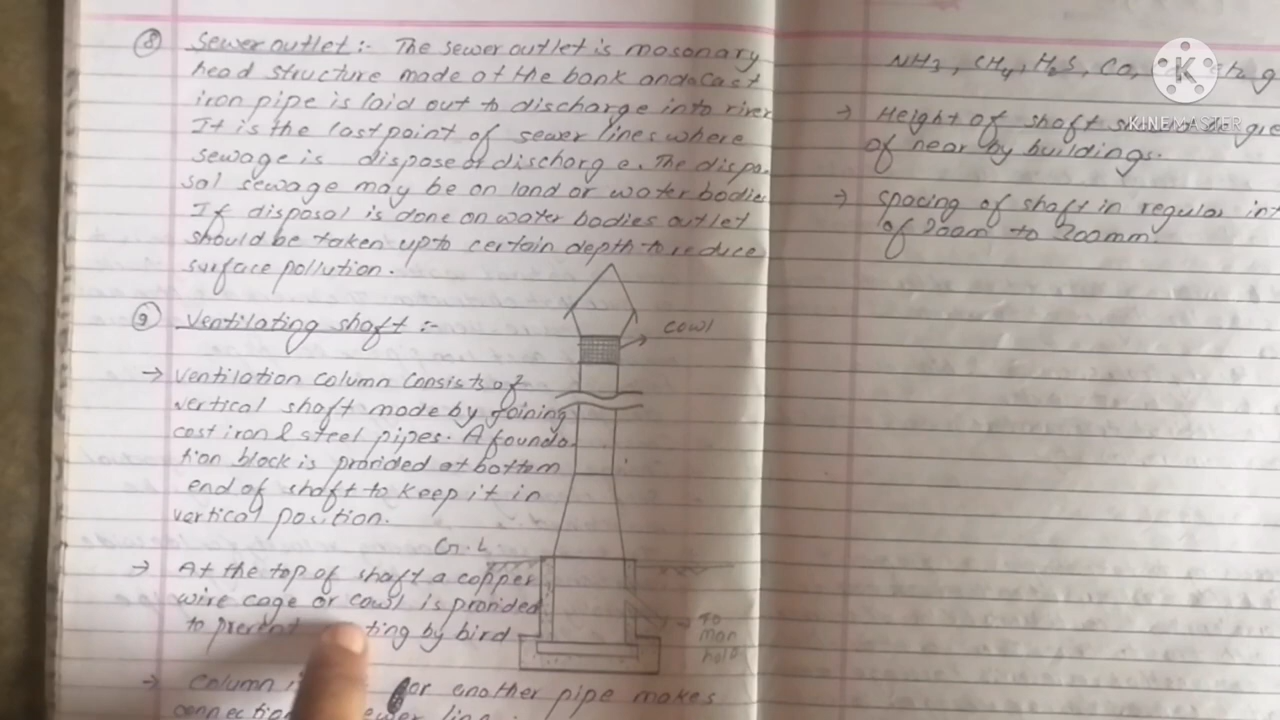 ⑧ Sewer outlet :- The sewer outlet is masonary
head structure made at the bank and a cast
iron pipe is laid out to discharge into river
It is the last point of sewer lines where
sewage is dispose or discharge. The dispo-
sal sewage may be on land or water bodies
If disposal is done on water bodies outlet
should be taken upto certain depth to reduce
surface pollution.
⑨ Ventilating shaft :-
→ Ventilation column consists of
vertical shaft made by joining
cast iron & steel pipes. A founda-
tion block is provided at bottom
end of shaft to keep it in
vertical position.
→ At the top of shaft a copper
wire cage or cowl is provided
to prevent by bird
→ Column or another pipe makes
connection line.
cowl
G.L
To
man
hole
NH3, CH4, H2S, CO,
→ Height of shaft
of near by buildings.
→ spacing of shaft in regular int
of 200m to 300mm.
K
KINEMASTER